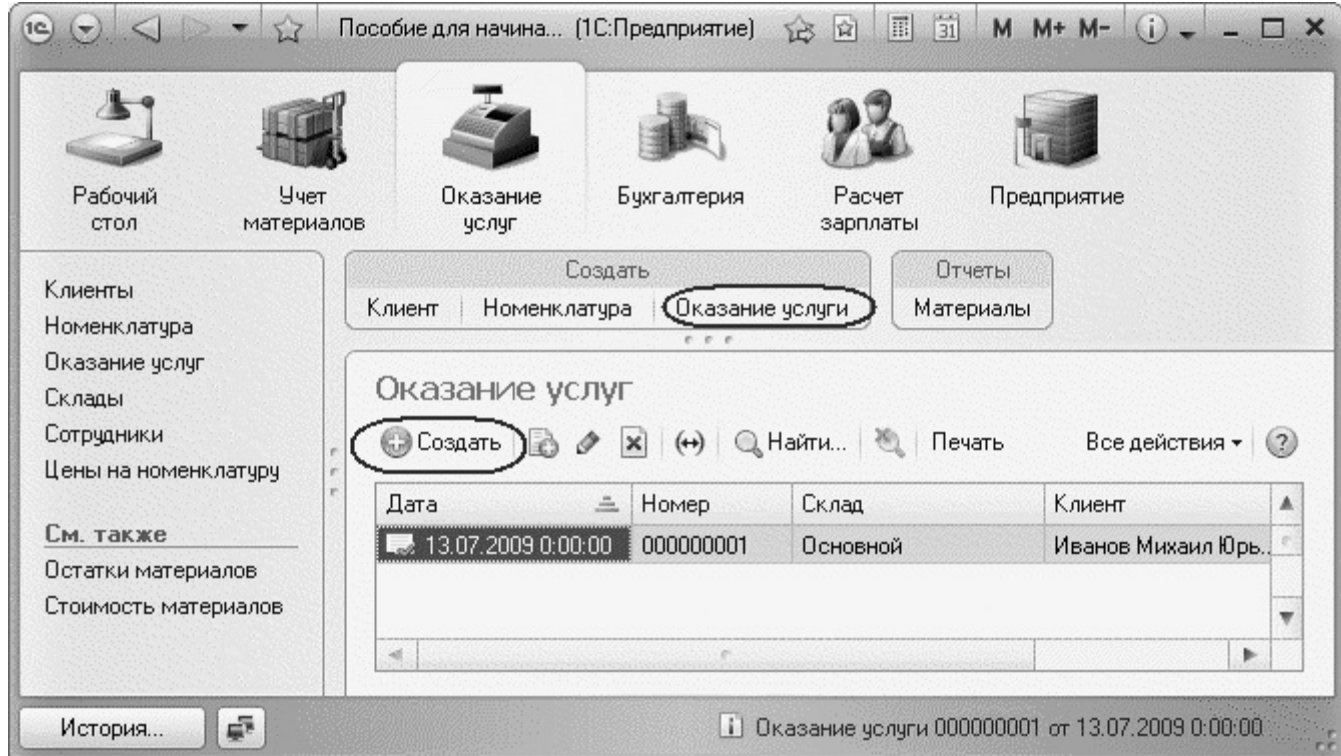 1С Пособие для начина... (1С:Предприятие) 31 M M+ M-
Рабочий
стол
Учет
материалов
Оказание
услуг
Бухгалтерия
Расчет
зарплаты
Предприятие
Клиенты
Номенклатура
Оказание услуг
Склады
Сотрудники
Цены на номенклатуру
См. также
Остатки материалов
Стоимость материалов
Создать
Клиент Номенклатура Оказание услуги
Отчеты
Материалы
Оказание услуг
Создать Найти... Печать Все действия ?
Дата Номер Склад Клиент
13.07.2009 0:00:00 000000001 Основной Иванов Михаил Юрь...
История... i Оказание услуги 000000001 от 13.07.2009 0:00:00